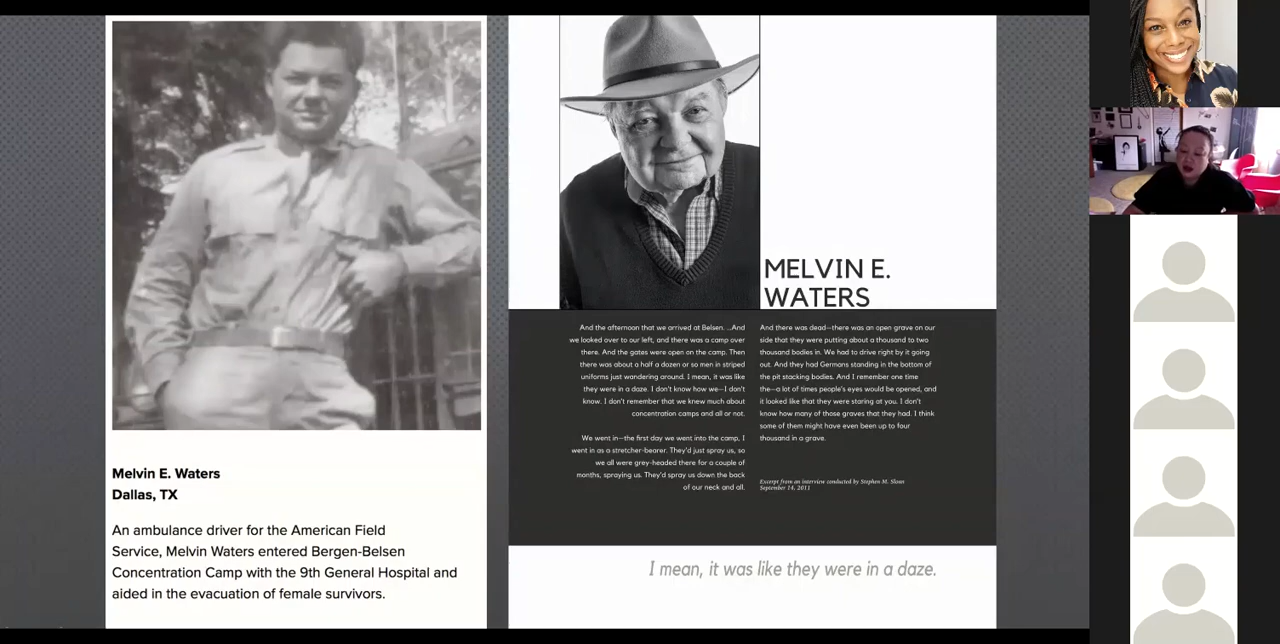 Melvin E. Waters
Dallas, TX
An ambulance driver for the American Field
Service, Melvin Waters entered Bergen-Belsen
Concentration Camp with the 9th General Hospital and
aided in the evacuation of female survivors.
MELVIN E.
WATERS
And the afternoon that we arrived at Belsen. ...And
we looked over to our left, and there was a camp over
there. And the gates were open on the camp. Then
there was about a half a dozen or so men in striped
uniforms just wandering around. I mean, it was like
they were in a daze. I don't know how we—I don't
know. I don't remember that we knew much about
concentration camps and all or not.
We went in—the first day we went into the camp, I
went in as a stretcher-bearer. They'd just spray us, so
we all were grey-headed there for a couple of
months, spraying us. They'd spray us down the back
of our neck and all.
And there was dead—there was an open grave on our
side that they were putting about a thousand to two
thousand bodies in. We had to drive right by it going
out. And they had Germans standing in the bottom of
the pit stacking bodies. And I remember one time
the—a lot of times people's eyes would be opened, and
it looked like that they were staring at you. I don't
know how many of those graves that they had. I think
some of them might have even been up to four
thousand in a grave.
Excerpt from an interview conducted by Stephen M. Sloan
September 14, 2011
I mean, it was like they were in a daze.